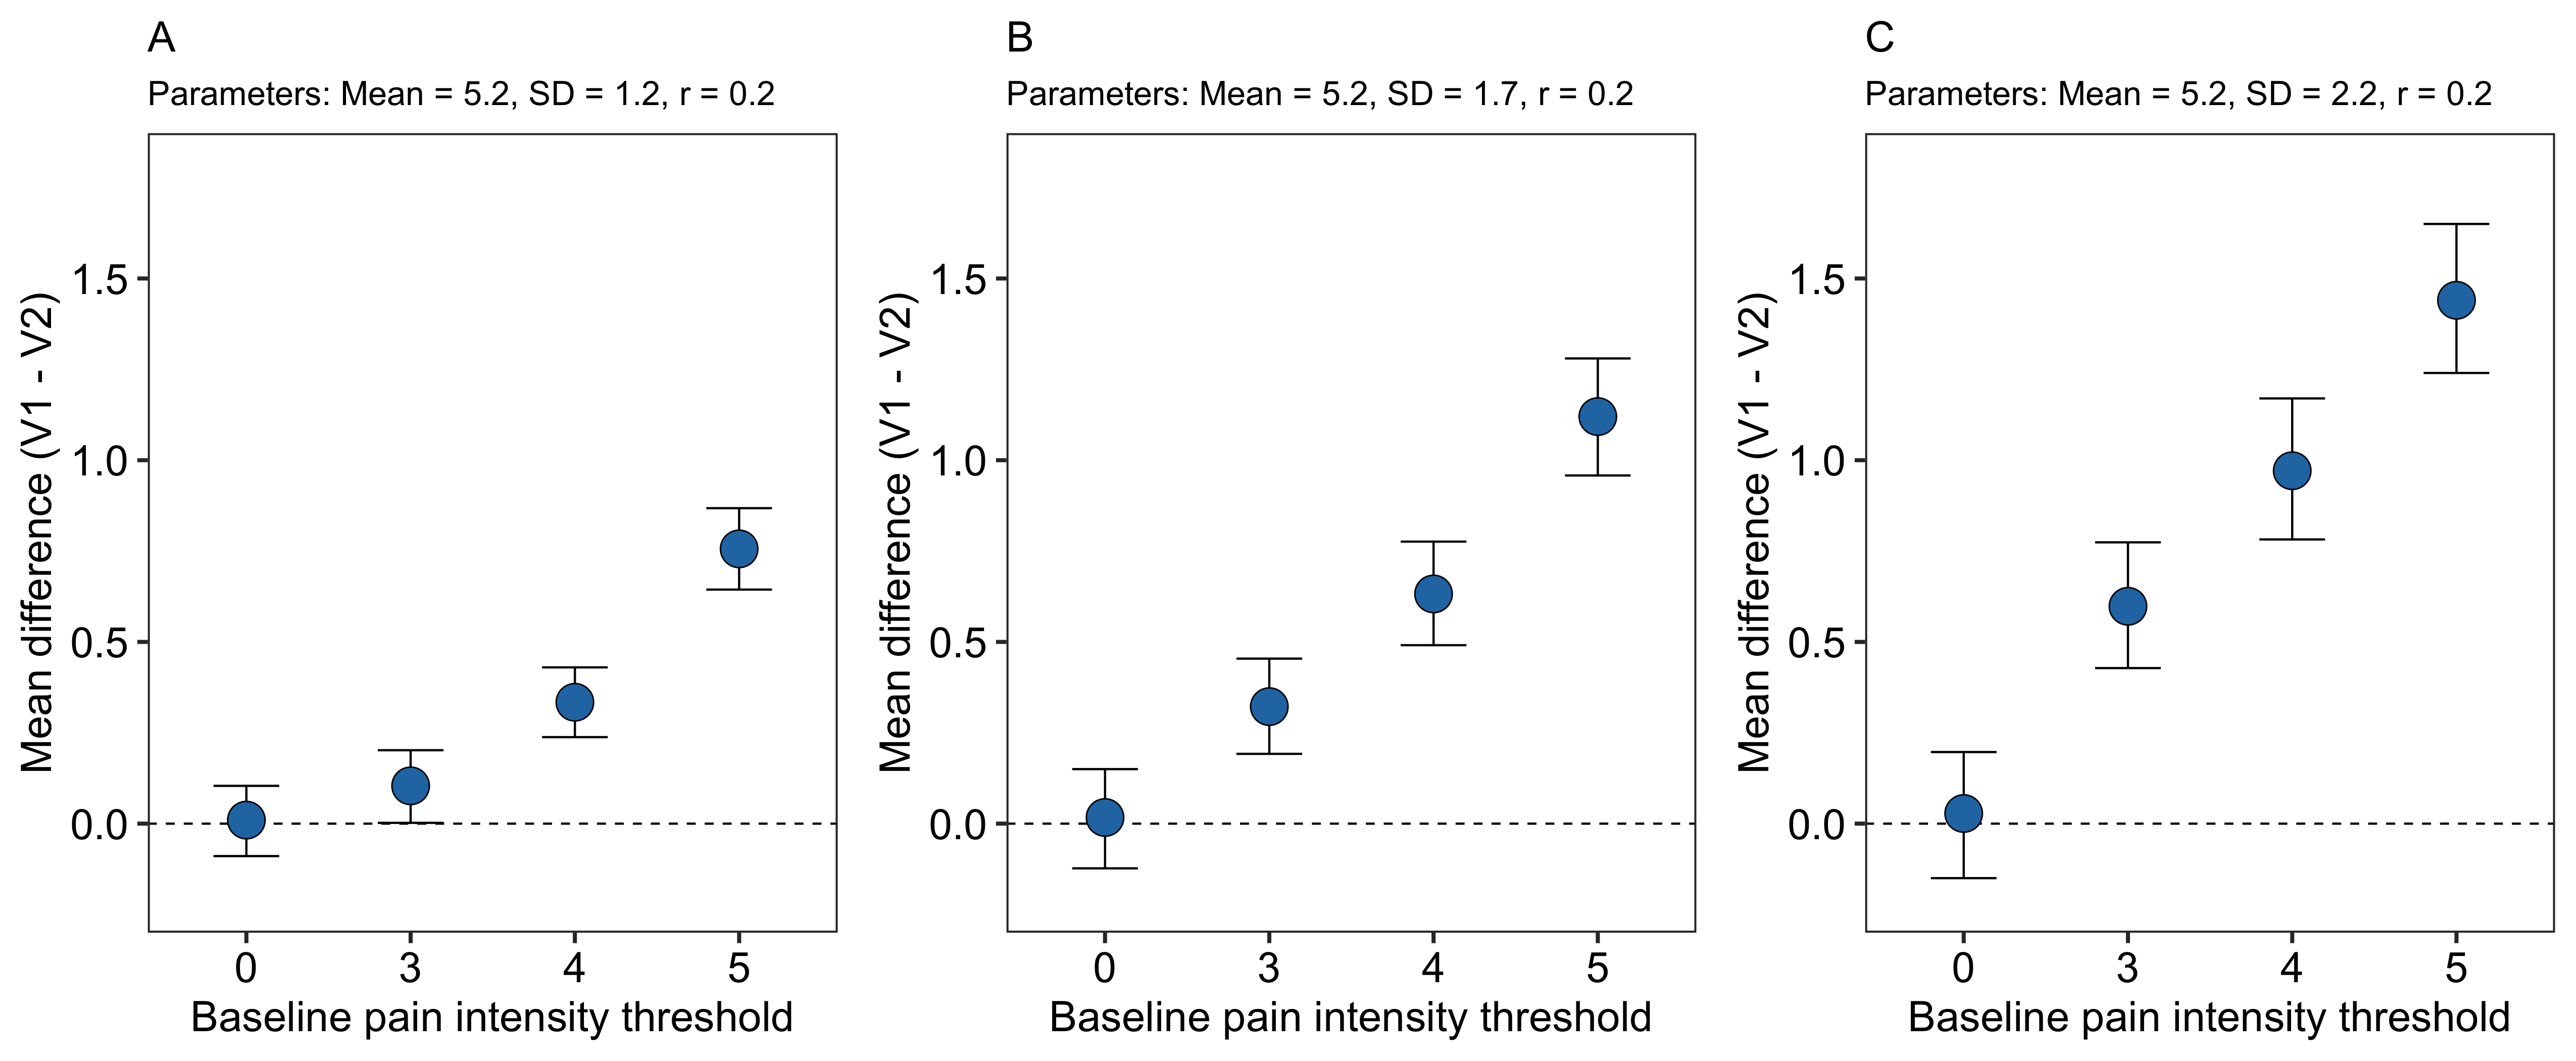 A
Parameters: Mean = 5.2, SD = 1.2, r = 0.2
Mean difference (V1 - V2)
1.5
1.0
0.5
0.0
0 3 4 5
Baseline pain intensity threshold
B
Parameters: Mean = 5.2, SD = 1.7, r = 0.2
Mean difference (V1 - V2)
1.5
1.0
0.5
0.0
0 3 4 5
Baseline pain intensity threshold
C
Parameters: Mean = 5.2, SD = 2.2, r = 0.2
Mean difference (V1 - V2)
1.5
1.0
0.5
0.0
0 3 4 5
Baseline pain intensity threshold